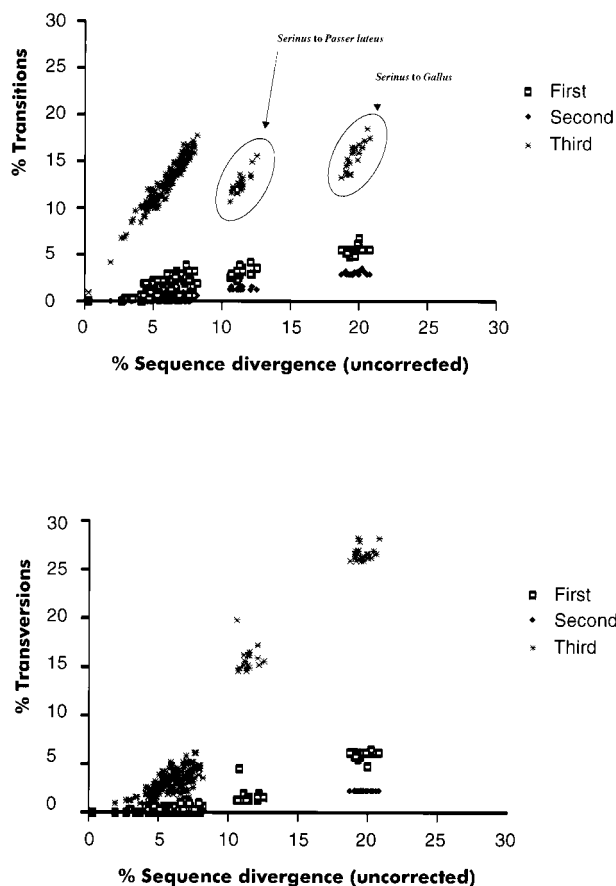 30
25
20
15
10
5
0
% Transitions
Serinus to Passer luteus
Serinus to Gallus
First
Second
Third
0 5 10 15 20 25 30
% Sequence divergence (uncorrected)
30
25
20
15
10
5
0
% Transversions
First
Second
Third
0 5 10 15 20 25 30
% Sequence divergence (uncorrected)